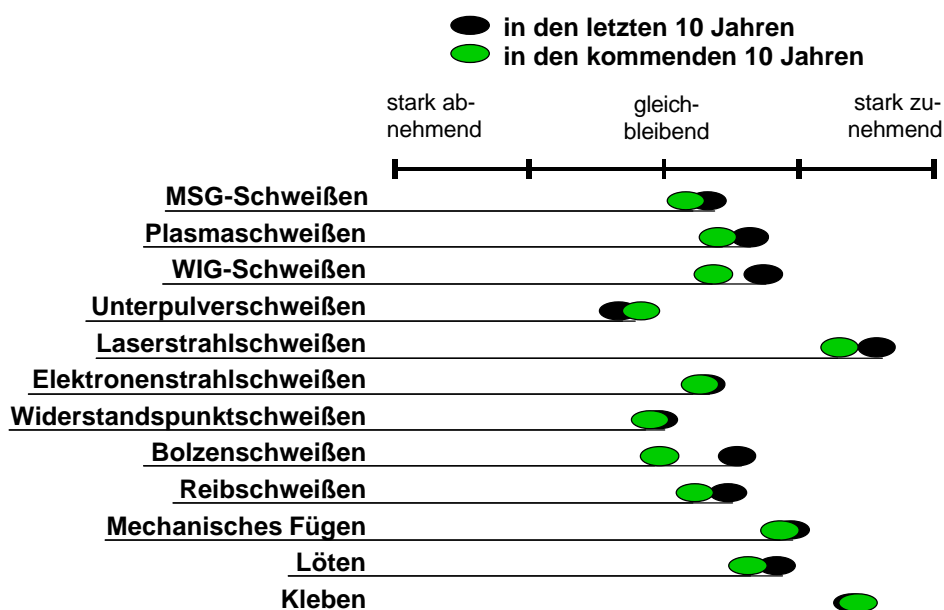 in den letzten 10 Jahren
in den kommenden 10 Jahren
stark ab-
nehmend
gleich-
bleibend
stark zu-
nehmend
MSG-Schweißen
Plasmaschweißen
WIG-Schweißen
Unterpulverschweißen
Laserstrahlschweißen
Elektronenstrahlschweißen
Widerstandspunktschweißen
Bolzenschweißen
Reibschweißen
Mechanisches Fügen
Löten
Kleben